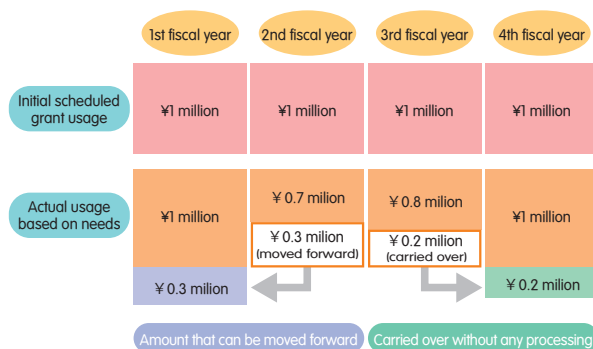 1st fiscal year
2nd fiscal year
3rd fiscal year
4th fiscal year
Initial scheduled
grant usage
¥1 million
¥1 million
¥1 million
¥1 million
Actual usage
based on needs
¥1 million
¥ 0.7 milion
¥ 0.8 milion
¥1 million
¥ 0.3 milion
(moved forward)
¥ 0.2 milion
(carried over)
¥ 0.3 milion
¥ 0.2 milion
Amount that can be moved forward
Carried over without any processing